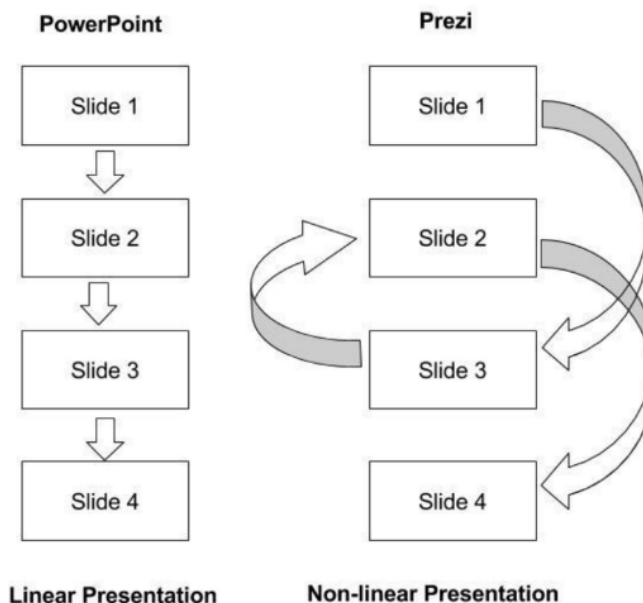 PowerPoint
Slide 1
Slide 2
Slide 3
Slide 4
Linear Presentation
Prezi
Slide 1
Slide 2
Slide 3
Slide 4
Non-linear Presentation